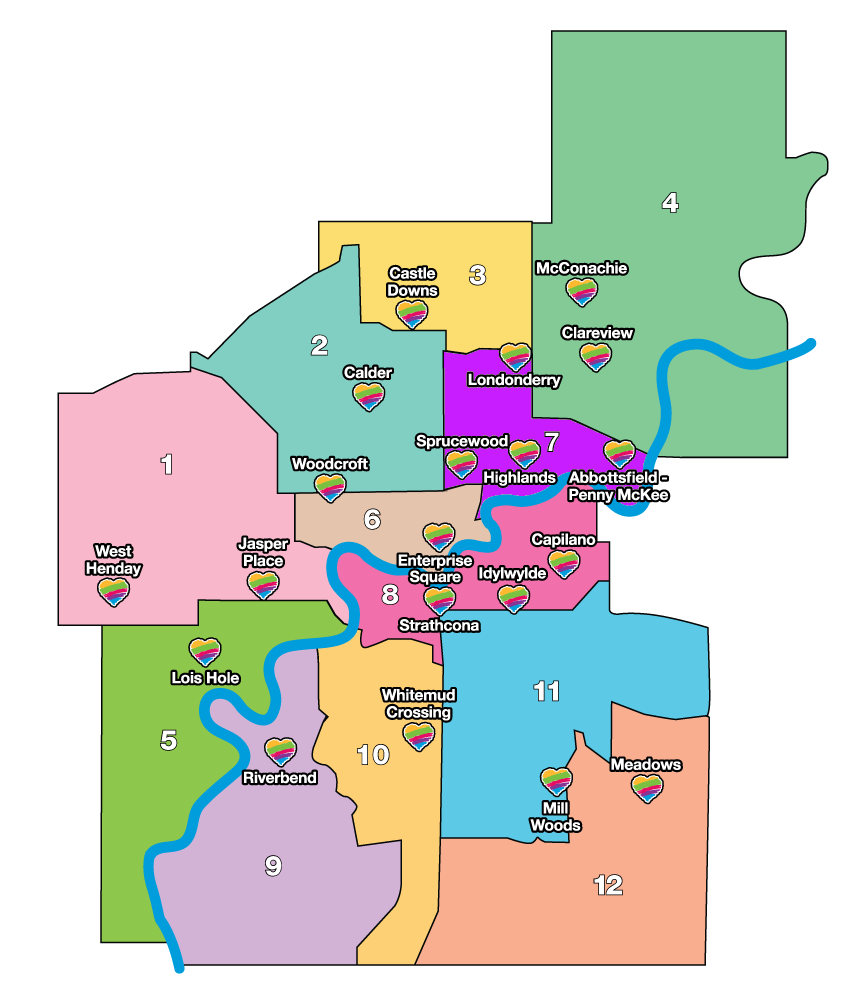 4
McConachie
3
Castle
Downs
Clareview
2
Calder
Londonderry
1
Sprucewood
7
Highlands
Woodcroft
Abbottsfield -
Penny McKee
6
West
Henday
Jasper
Place
Enterprise
Square
Capilano
Idylwylde
8
Strathcona
Lois Hole
11
Whitemud
Crossing
5
10
Riverbend
Meadows
Mill
Woods
9
12